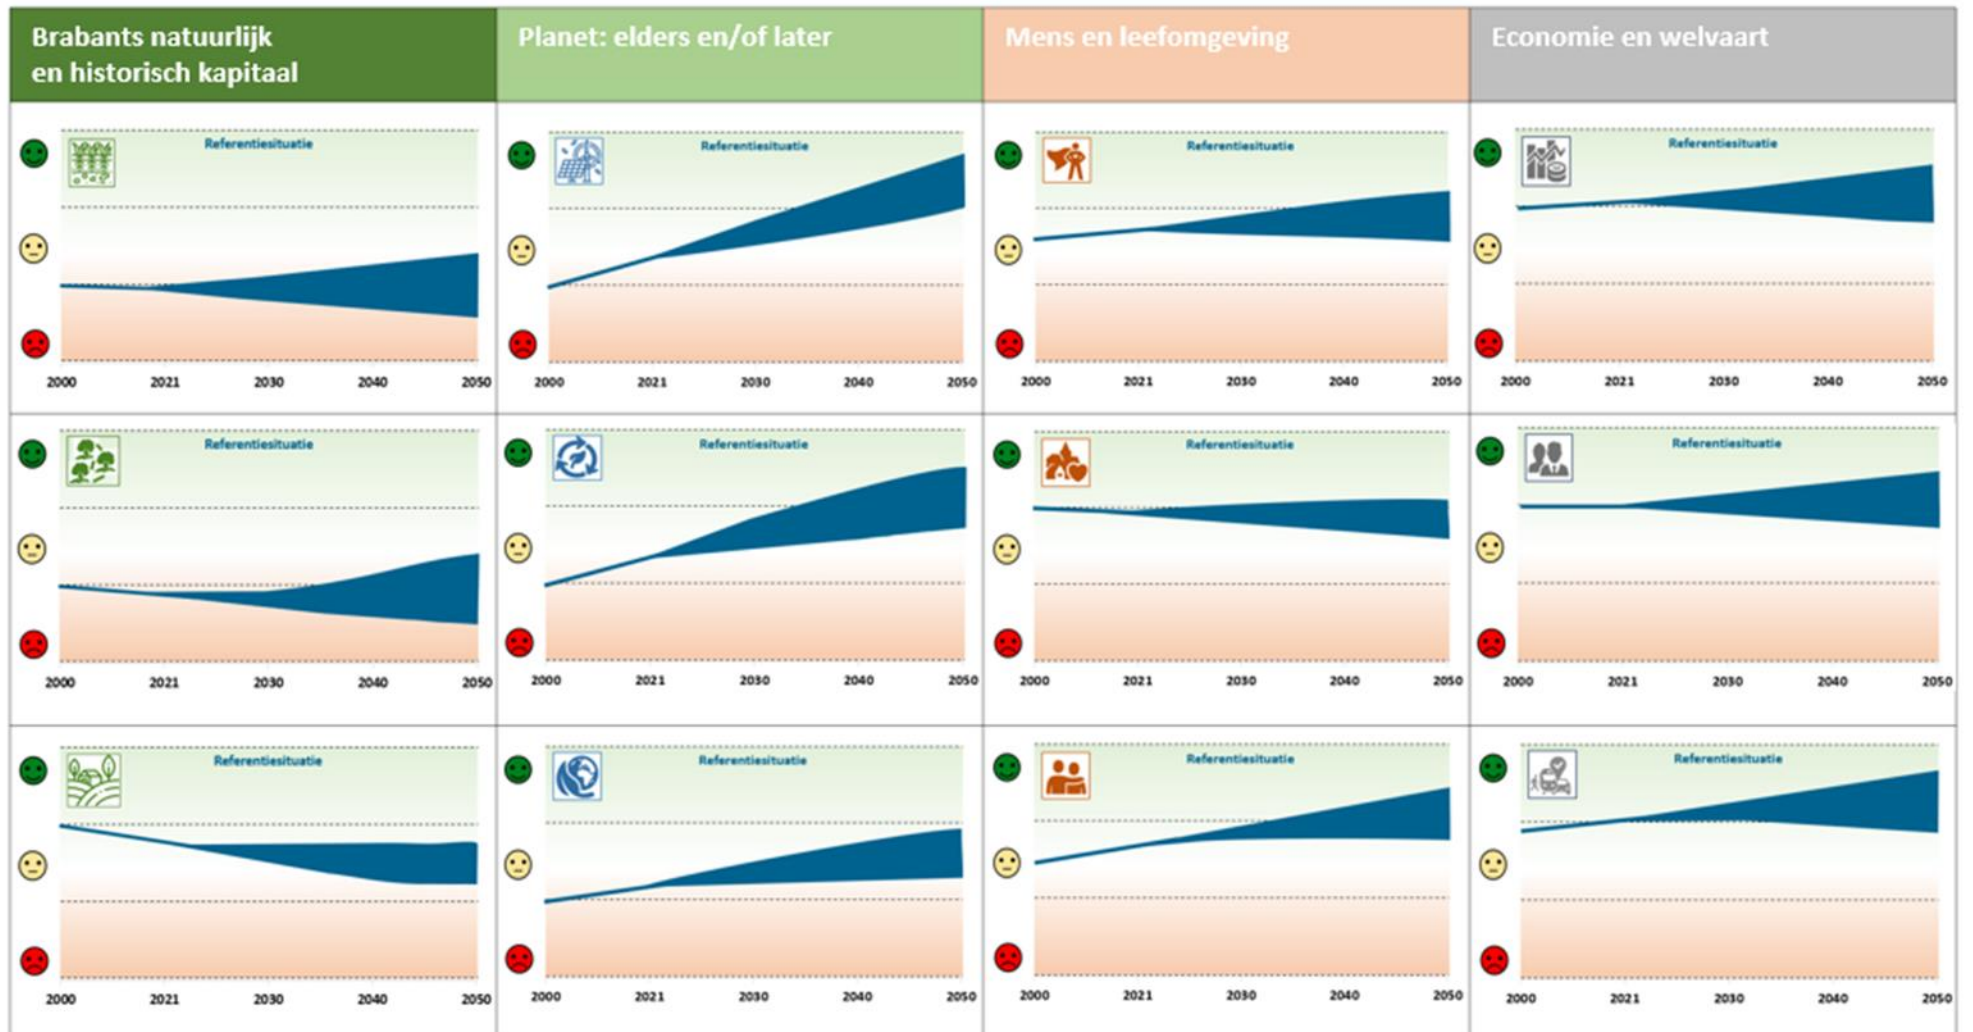 Brabants natuurlijk
en historisch kapitaal
Planet: elders en/of later
Mens en leefomgeving
Economie en welvaart
Referentiesituatie
2000 2021 2030 2040 2050
Referentiesituatie
2000 2021 2030 2040 2050
Referentiesituatie
2000 2021 2030 2040 2050
Referentiesituatie
2000 2021 2030 2040 2050
Referentiesituatie
2000 2021 2030 2040 2050
Referentiesituatie
2000 2021 2030 2040 2050
Referentiesituatie
2000 2021 2030 2040 2050
Referentiesituatie
2000 2021 2030 2040 2050
Referentiesituatie
2000 2021 2030 2040 2050
Referentiesituatie
2000 2021 2030 2040 2050
Referentiesituatie
2000 2021 2030 2040 2050
Referentiesituatie
2000 2021 2030 2040 2050